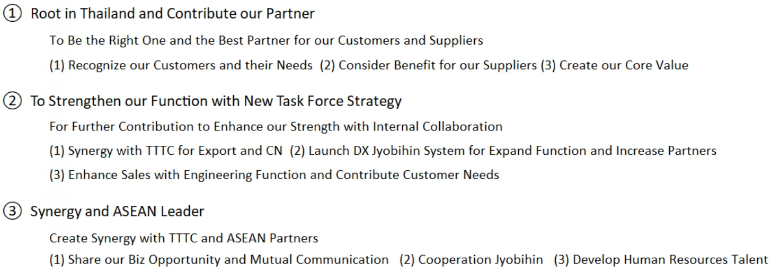 ① Root in Thailand and Contribute our Partner
To Be the Right One and the Best Partner for our Customers and Suppliers
(1) Recognize our Customers and their Needs (2) Consider Benefit for our Suppliers (3) Create our Core Value
② To Strengthen our Function with New Task Force Strategy
For Further Contribution to Enhance our Strength with Internal Collaboration
(1) Synergy with TTTC for Export and CN (2) Launch DX Jyobihin System for Expand Function and Increase Partners
(3) Enhance Sales with Engineering Function and Contribute Customer Needs
③ Synergy and ASEAN Leader
Create Synergy with TTTC and ASEAN Partners
(1) Share our Biz Opportunity and Mutual Communication (2) Cooperation Jyobihin (3) Develop Human Resources Talent